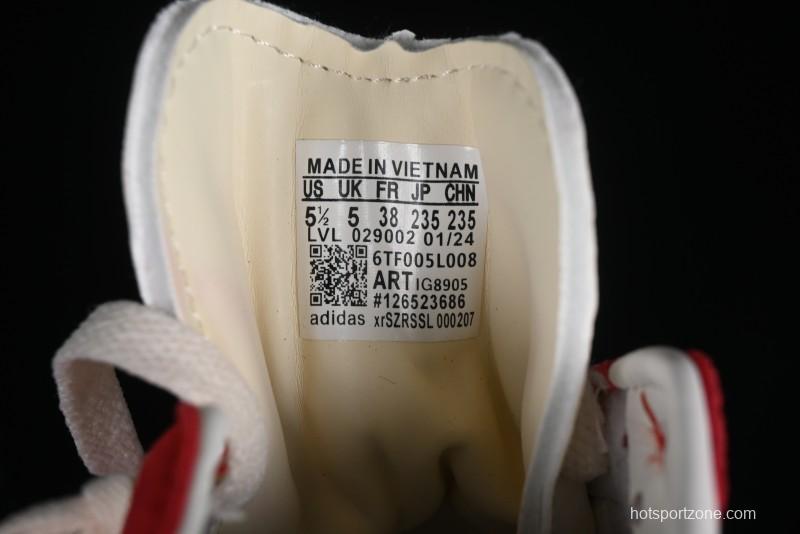 MADE IN VIETNAM
US UK FR JP CHN
5½ 5 38 235 235
LVL 029002 01/24
6TF005L008
ART IG8905
#126523686
adidas xrSZRSSL 000207
hotsportzone.com